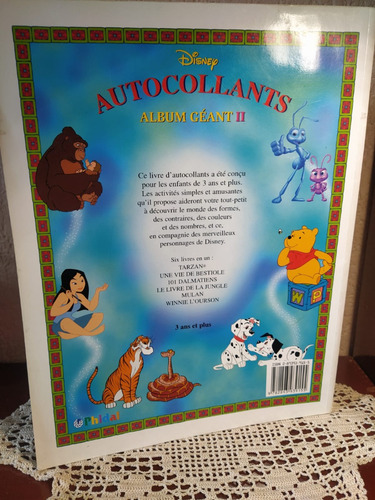 Disney
AUTOCOLLANTS
ALBUM GÉANT II
Ce livre d'autocollants a été conçu
pour les enfants de 3 ans et plus.
Les activités simples et amusantes
qu'il propose aideront votre tout-petit
à découvrir le monde des formes,
des contraires, des couleurs
et des nombres, et ce,
en compagnie des merveilleux
personnages de Disney.
Six livres en un :
TARZAN®
UNE VIE DE BESTIOLE
101 DALMATIENS
LE LIVRE DE LA JUNGLE
MULAN
WINNIE L'OURSON
3 ans et plus
Phidal
W B